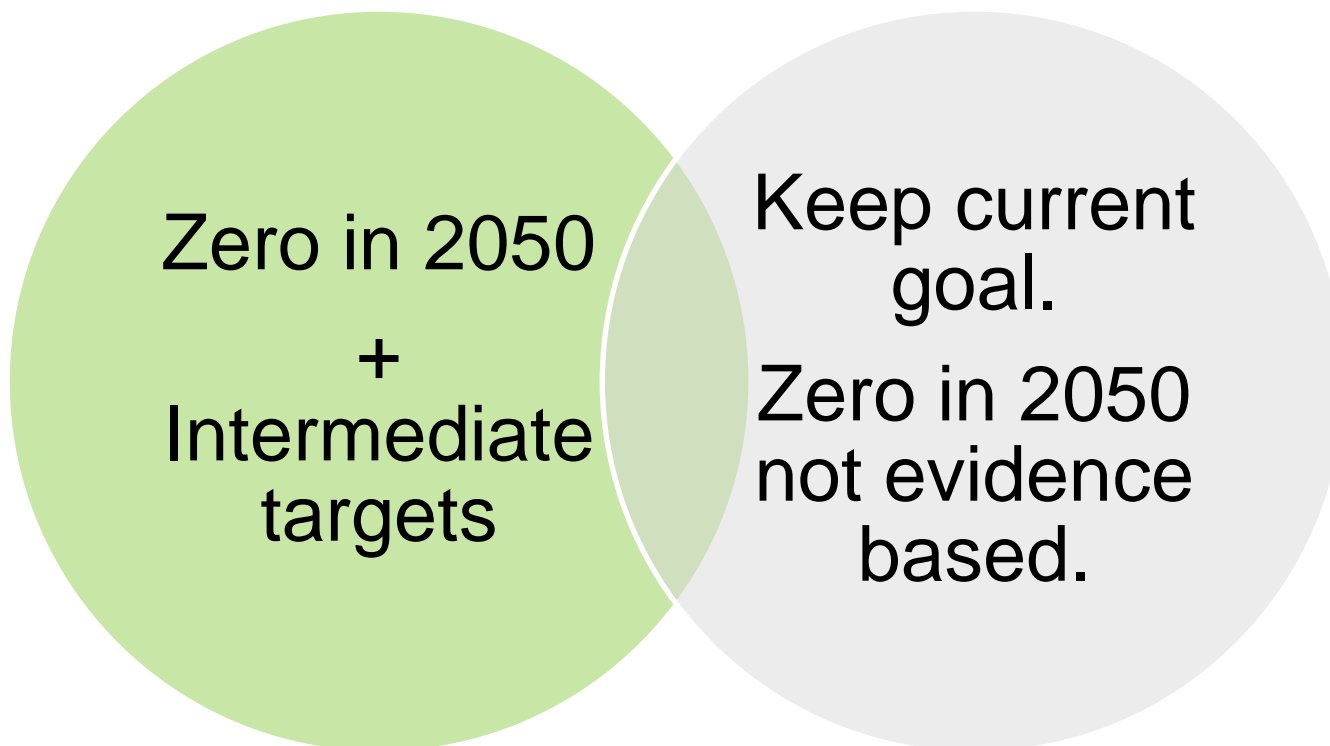 Zero in 2050
+
Intermediate
targets
Keep current
goal.
Zero in 2050
not evidence
based.